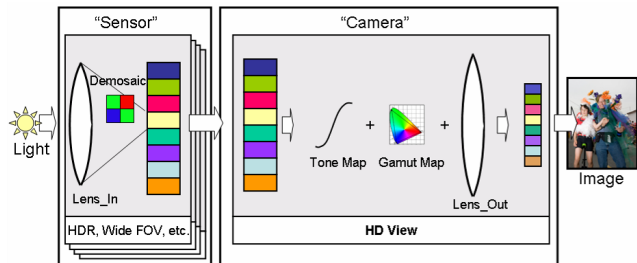 “Sensor”
“Camera”
Demosaic
Light
Lens_In
HDR, Wide FOV, etc.
+
+
Tone Map
Gamut Map
Lens_Out
HD View
Image